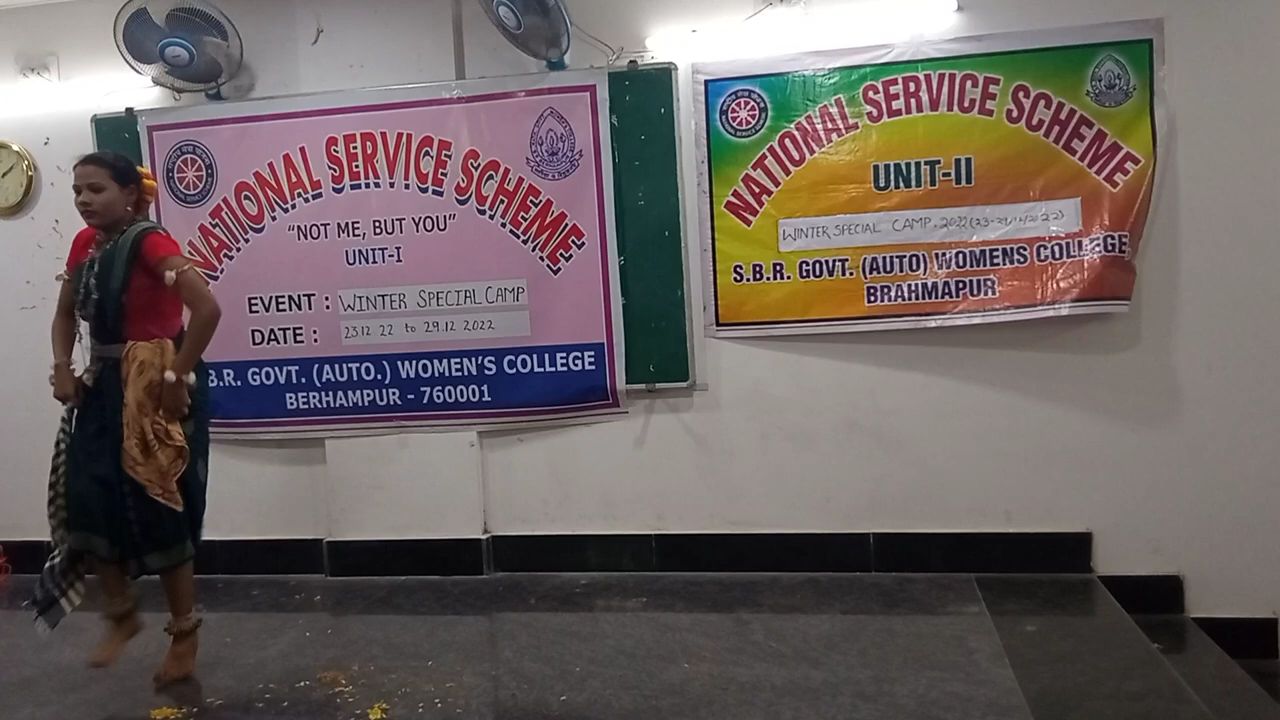 NATIONAL SERVICE SCHEME
"NOT ME, BUT YOU"
UNIT-I
EVENT : WINTER SPECIAL CAMP
DATE : 23.12 22 to 29.12 2022
B.R. GOVT. (AUTO.) WOMEN'S COLLEGE
BERHAMPUR - 760001
NATIONAL SERVICE SCHEME
UNIT-II
WINTER SPECIAL CAMP. 2022
S.B.R. GOVT. (AUTO) WOMENS COLLEGE,
BRAHMAPUR